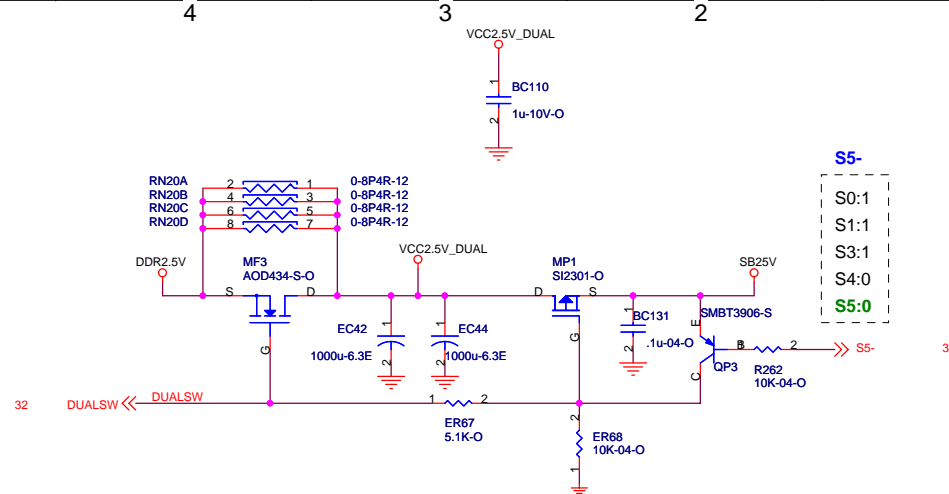 4 3 2
VCC2.5V_DUAL
1
BC110
1u-10V-O
2
S5-
RN20A 2 1 0-8P4R-12
RN20B 4 3 0-8P4R-12
RN20C 6 5 0-8P4R-12
RN20D 8 7 0-8P4R-12
S0:1
S1:1
S3:1
S4:0
S5:0
VCC2.5V_DUAL
DDR2.5V
MF3
AOD434-S-O
MP1
SI2301-O
SB25V
S D D S
G G
EC42
1000u-6.3E
1
2
EC44
1000u-6.3E
1
2
BC131
.1u-04-O
1
2
SMBT3906-S
E
B
C
QP3
2
R262
10K-04-O
S5-
3
32 DUALSW DUALSW
1 2
ER67
5.1K-O
2
ER68
10K-04-O
1